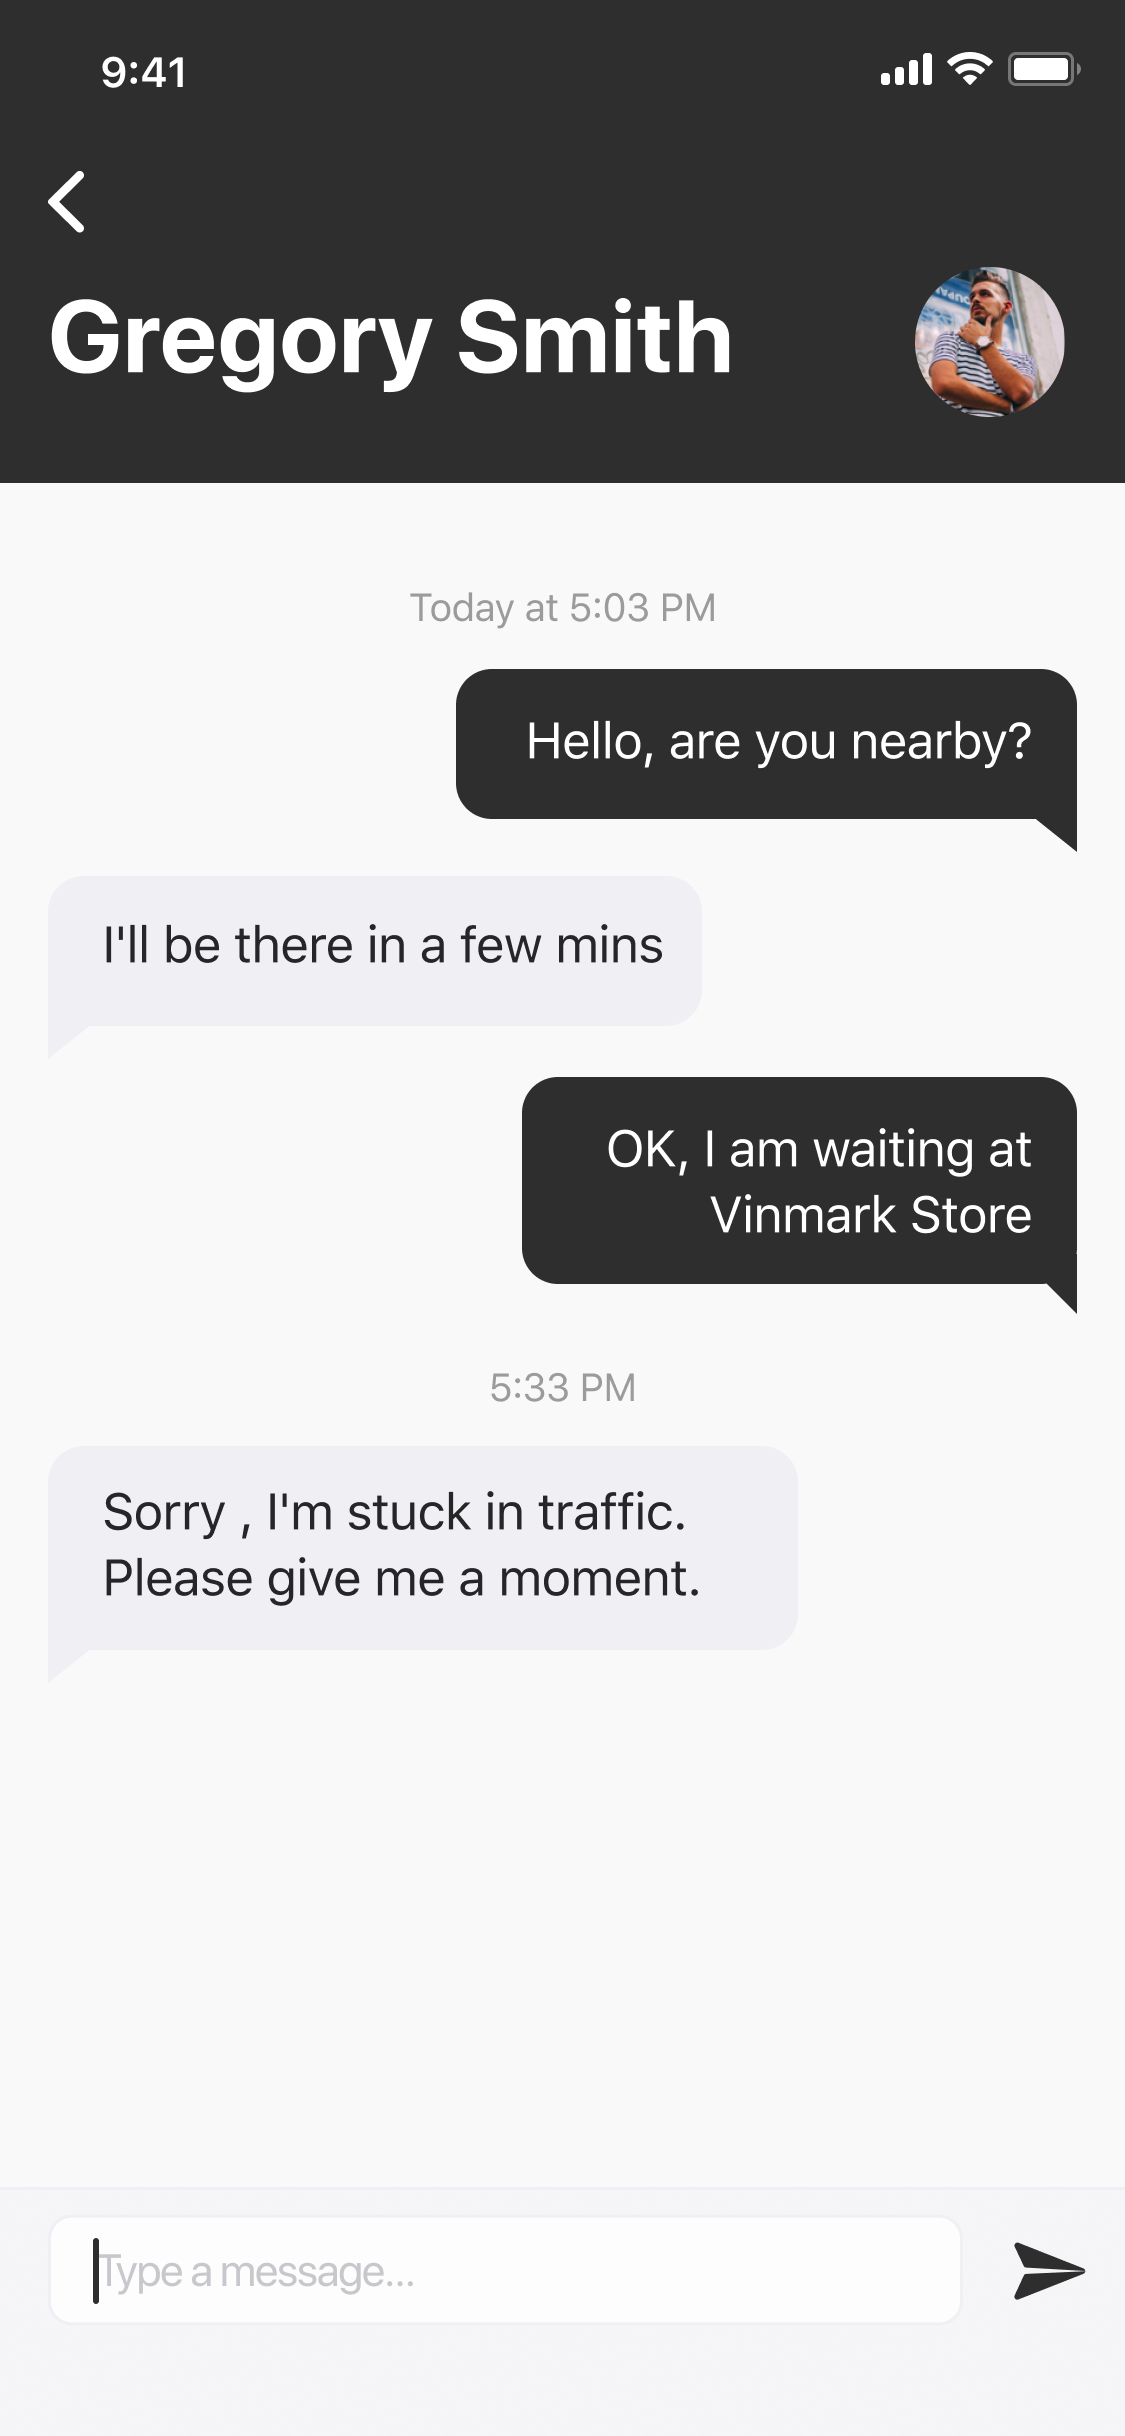 9:41
Gregory Smith
Today at 5:03 PM
Hello, are you nearby?
I'll be there in a few mins
OK, I am waiting at
Vinmark Store
5:33 PM
Sorry , I'm stuck in traffic.
Please give me a moment.
Type a message...